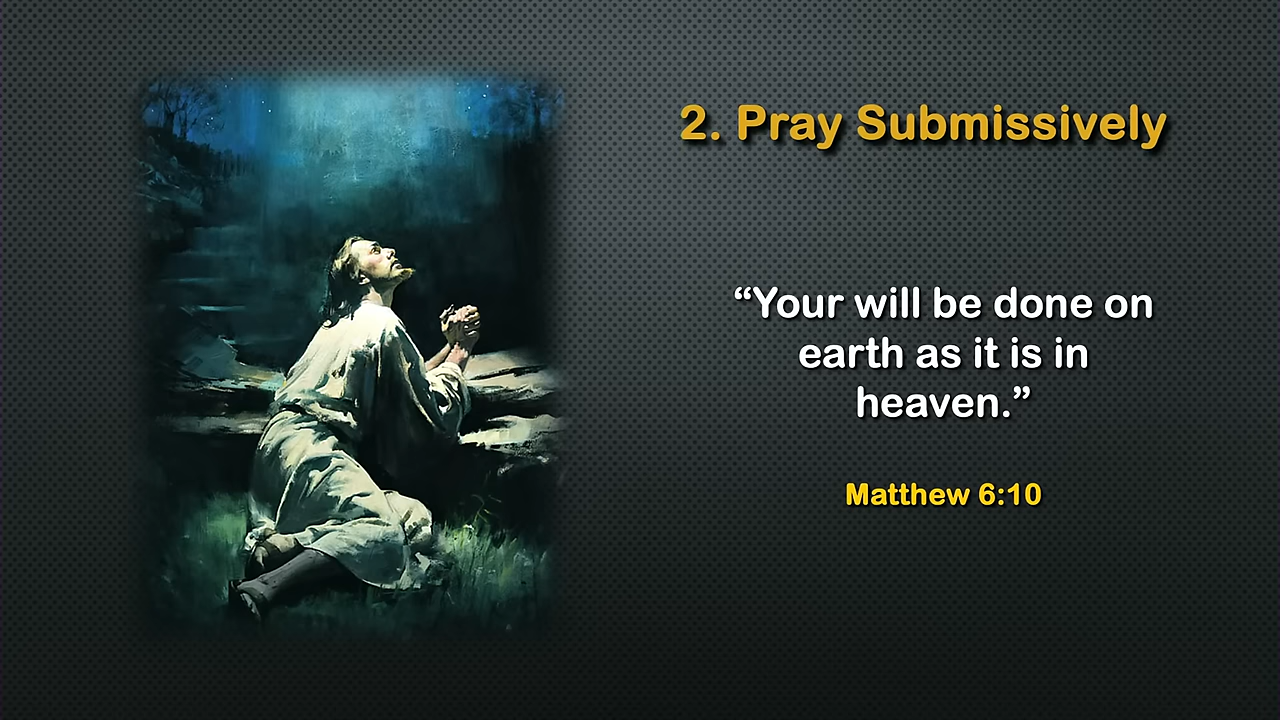 2. Pray Submissively
“Your will be done on
earth as it is in
heaven.”
Matthew 6:10